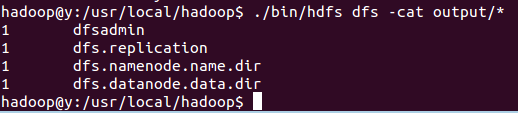 hadoop@y:/usr/local/hadoop$ ./bin/hdfs dfs -cat output/*
1	dfsadmin
1	dfs.replication
1	dfs.namenode.name.dir
1	dfs.datanode.data.dir
hadoop@y:/usr/local/hadoop$